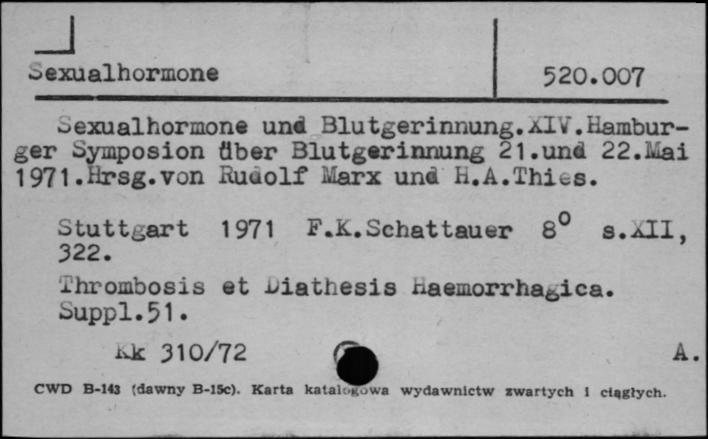 Sexualhormone 520.007
Sexualhormone und Blutgerinnung.XIV.Hambur-
ger Symposion über Blutgerinnung 21.und 22.Mai
1971.Hrsg.von Rudolf Marx und H.A.Thies.
Stuttgart 1971 F.K.Schattauer 8⁰ s.XII,
322.
Thrombosis et Diathesis Haemorrhagica.
Suppl.51.
Kk 310/72 A.
CWD B-143 (dawny B-15c). Karta katalogowa wydawnictw zwartych i ciągłych.